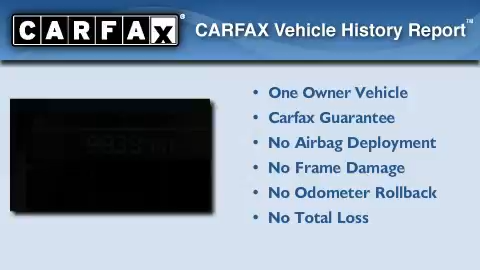 CARFAX® CARFAX Vehicle History Report™
• One Owner Vehicle
• Carfax Guarantee
• No Airbag Deployment
• No Frame Damage
• No Odometer Rollback
• No Total Loss